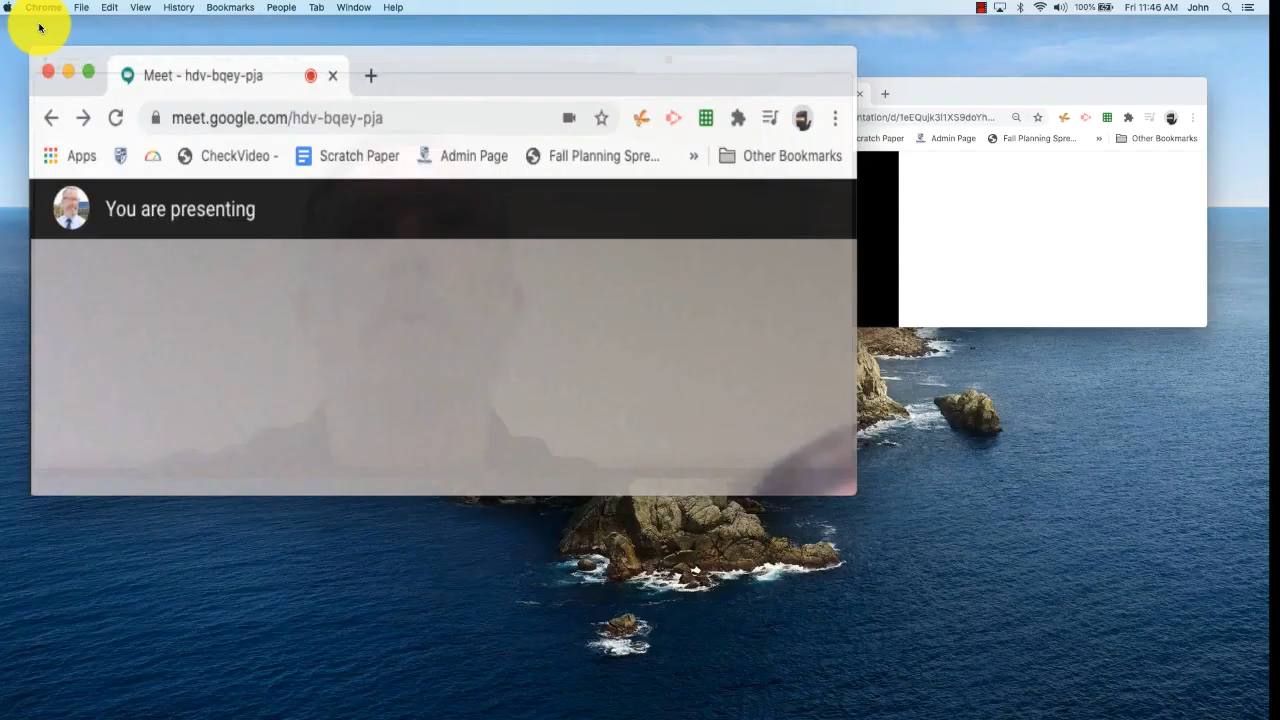 Chrome File Edit View History Bookmarks People Tab Window Help 100% Fri 11:46 AM John
Meet - hdv-bqey-pja
meet.google.com/hdv-bqey-pja
Apps CheckVideo - Scratch Paper Admin Page Fall Planning Spre... » Other Bookmarks
You are presenting
ntation/d/1eEQujk3l1XS9doYh...
cratch Paper Admin Page Fall Planning Spre... » Other Bookmarks